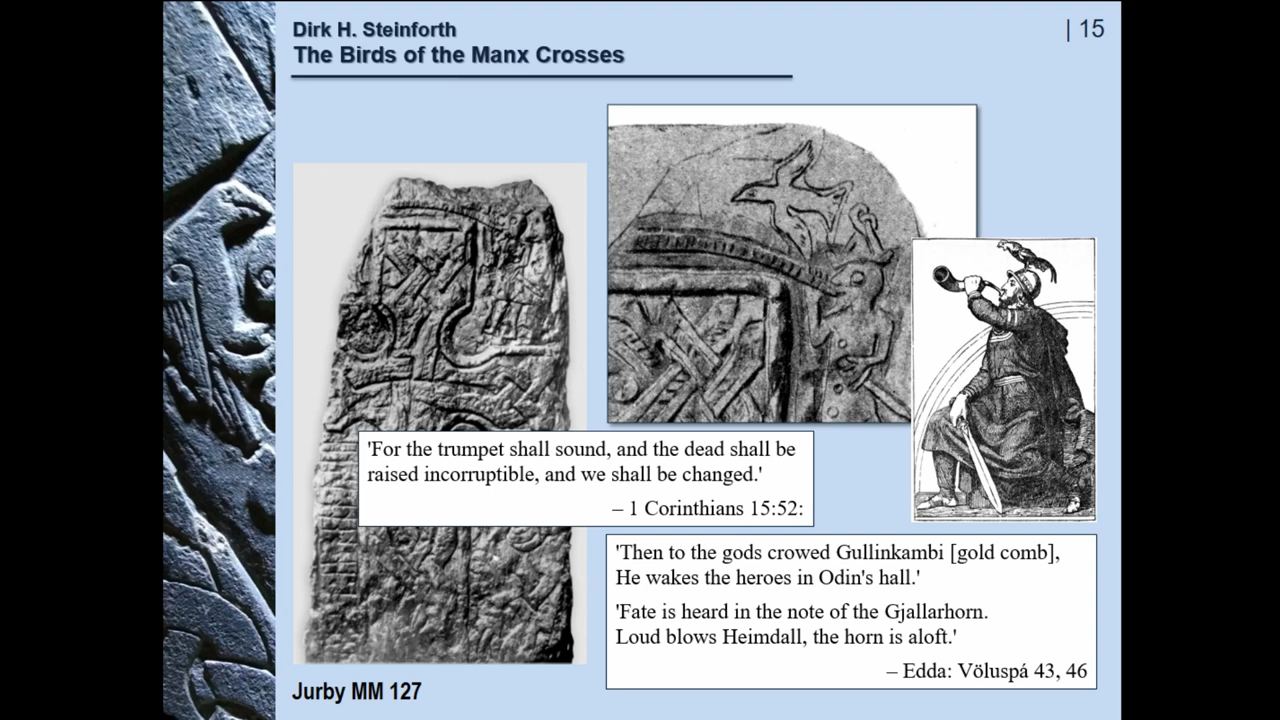 Dirk H. Steinforth
The Birds of the Manx Crosses
| 15
'For the trumpet shall sound, and the dead shall be
raised incorruptible, and we shall be changed.'
– 1 Corinthians 15:52:
'Then to the gods crowed Gullinkambi [gold comb],
He wakes the heroes in Odin's hall.'
'Fate is heard in the note of the Gjallarhorn.
Loud blows Heimdall, the horn is aloft.'
– Edda: Völuspá 43, 46
Jurby MM 127